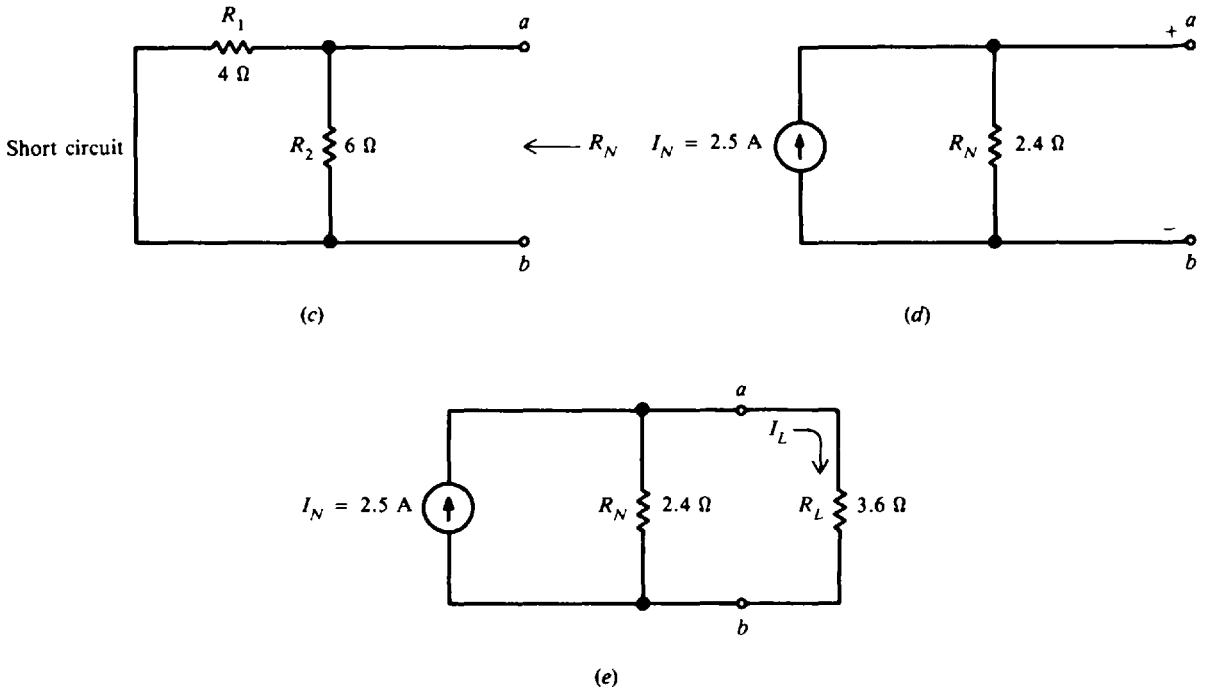 R₁
4 Ω
a
Short circuit
R₂ 6 Ω
R_N
b
(c)
a
+
I_N = 2.5 A
R_N 2.4 Ω
−
b
(d)
a
I_L
I_N = 2.5 A
R_N 2.4 Ω
R_L 3.6 Ω
b
(e)